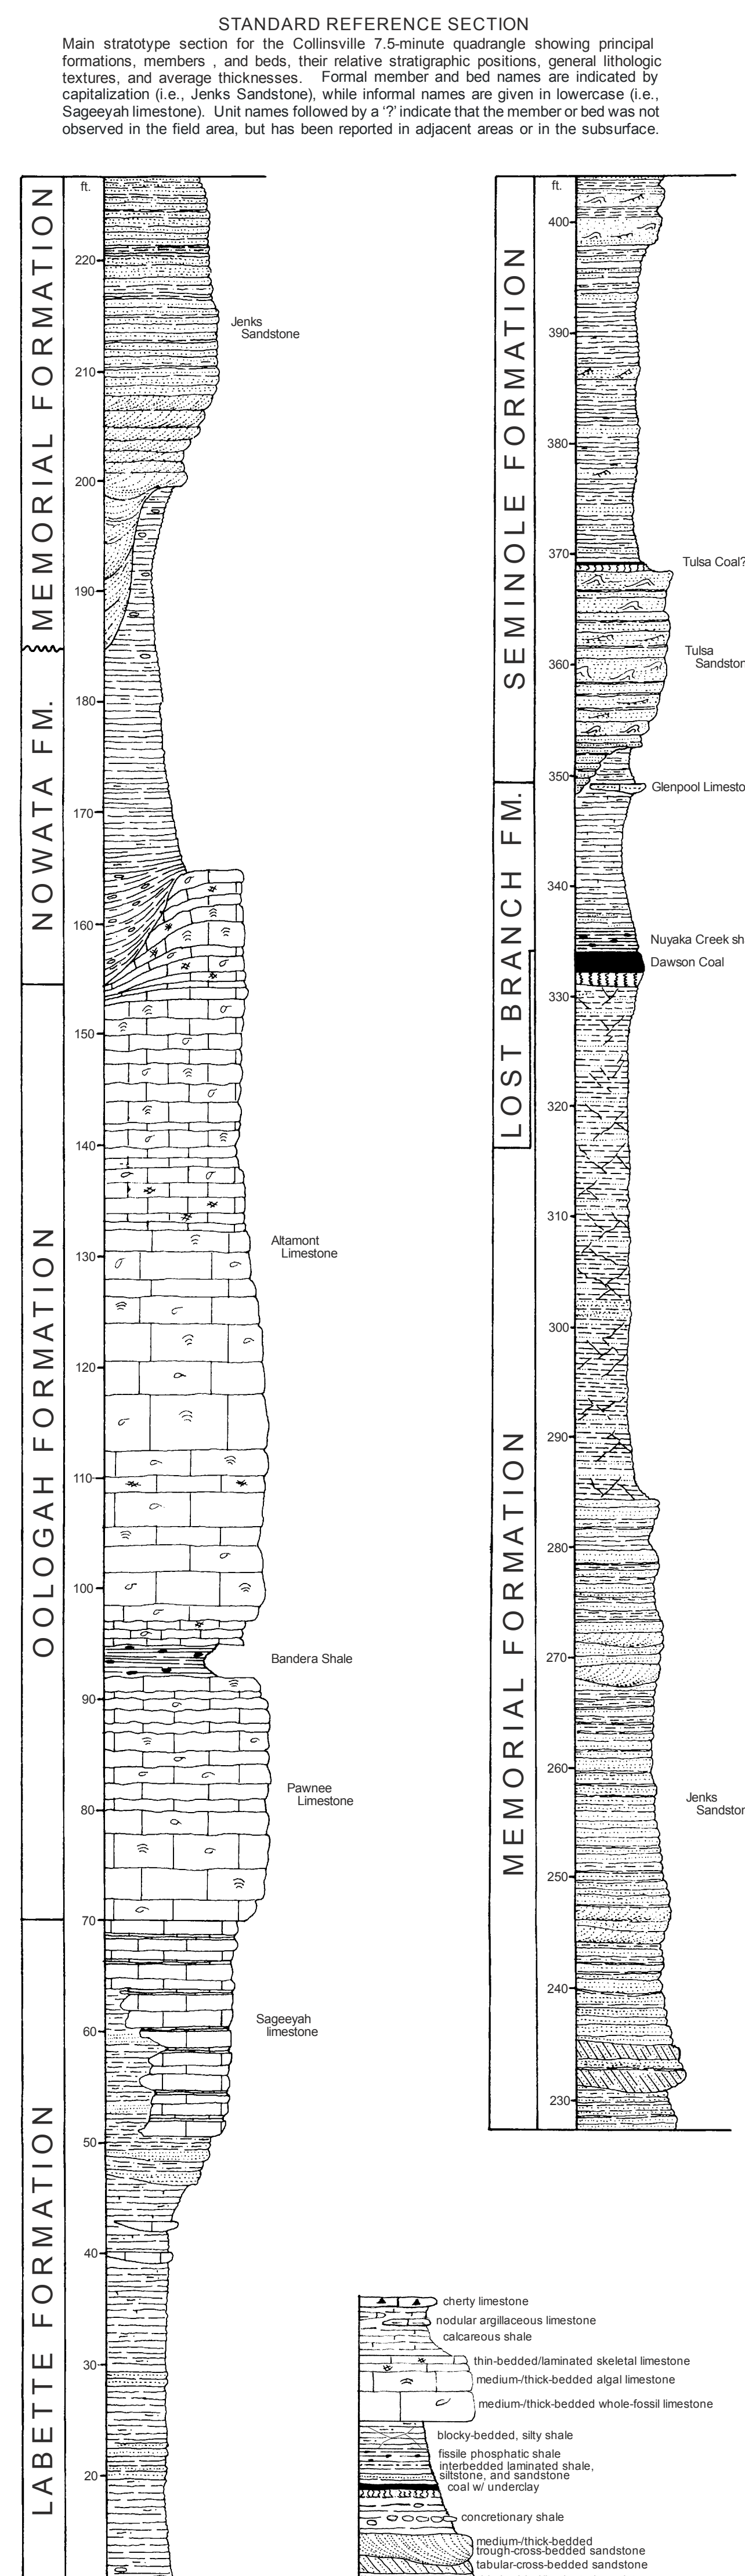 STANDARD REFERENCE SECTION
Main stratotype section for the Collinsville 7.5-minute quadrangle showing principal
formations, members , and beds, their relative stratigraphic positions, general lithologic
textures, and average thicknesses. Formal member and bed names are indicated by
capitalization (i.e., Jenks Sandstone), while informal names are given in lowercase (i.e.,
Sageeyah limestone). Unit names followed by a ‘?’ indicate that the member or bed was not
observed in the field area, but has been reported in adjacent areas or in the subsurface.
MEMORIAL FORMATION
NOWATA FM.
OOLOGAH FORMATION
LABETTE FORMATION
ft.
220
210
200
190
180
170
160
150
140
130
120
110
100
90
80
70
60
50
40
30
20
Jenks
Sandstone
Altamont
Limestone
Bandera Shale
Pawnee
Limestone
Sageeyah
limestone
SEMINOLE FORMATION
LOST BRANCH FM.
MEMORIAL FORMATION
ft.
400
390
380
370
360
350
340
330
320
310
300
290
280
270
260
250
240
230
Tulsa Coal?
Tulsa
Sandston
Glenpool Limesto
Nuyaka Creek sh
Dawson Coal
Jenks
Sandston
cherty limestone
nodular argillaceous limestone
calcareous shale
thin-bedded/laminated skeletal limestone
medium-/thick-bedded algal limestone
medium-/thick-bedded whole-fossil limestone
blocky-bedded, silty shale
fissile phosphatic shale
interbedded laminated shale,
siltstone, and sandstone
coal w/ underclay
concretionary shale
medium-/thick-bedded
trough-cross-bedded sandstone
tabular-cross-bedded sandstone